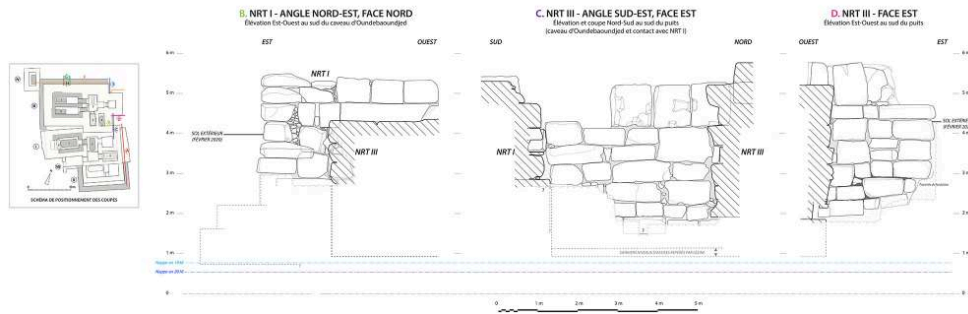 B. NRT I - ANGLE NORD-EST, FACE NORD
Élévation Est-Ouest au sud du caveau d'Oundebaoundjed
EST
OUEST
NRT I
SOL EXTÉRIEUR
(FÉVRIER 2020)
NRT III
C. NRT III - ANGLE SUD-EST, FACE EST
Élévation et coupe Nord-Sud au sud du puits
(caveau d'Oundebaoundjed et contact avec NRT I)
SUD
NORD
NRT I
NRT III
D. NRT III - FACE EST
Élévation Est-Ouest au sud du puits
OUEST
EST
SOL EXTÉ
6 m
5 m
4 m
3 m
2 m
1 m
0
SCHÉMA DE POSITIONNEMENT DES COUPES
0 1 m 2 m 3 m 4 m 5 m